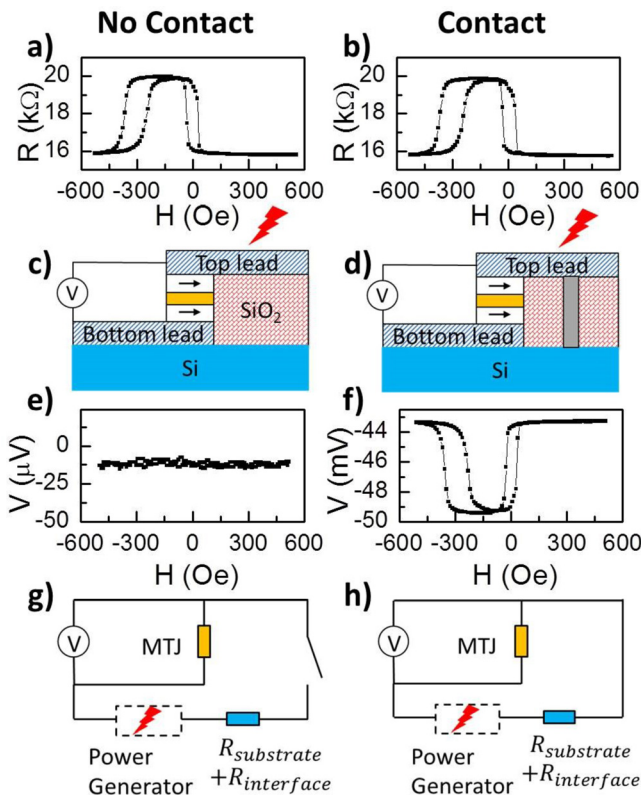 No Contact
Contact
a)
b)
R (kΩ)
20
18
16
-600 -300 0 300 600
H (Oe)
R (kΩ)
20
18
16
-600 -300 0 300 600
H (Oe)
c)
d)
V
Top lead
SiO2
Bottom lead
Si
V
Top lead
Bottom lead
Si
e)
f)
V (μV)
0
-25
-50
-600 -300 0 300 600
H (Oe)
V (mV)
-44
-46
-48
-50
-600 -300 0 300 600
H (Oe)
g)
h)
V
MTJ
Power
Generator
Rsubstrate
+Rinterface
V
MTJ
Power
Generator
Rsubstrate
+Rinterface